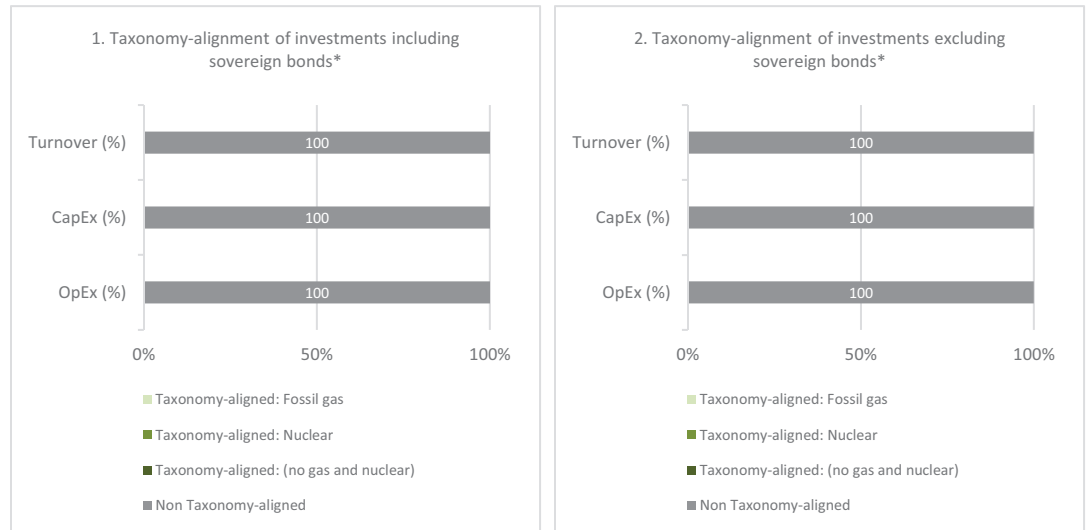 1. Taxonomy-alignment of investments including
sovereign bonds*
Turnover (%)
100
CapEx (%)
100
OpEx (%)
100
0%
50%
100%
Taxonomy-aligned: Fossil gas
Taxonomy-aligned: Nuclear
Taxonomy-aligned: (no gas and nuclear)
Non Taxonomy-aligned
2. Taxonomy-alignment of investments excluding
sovereign bonds*
Turnover (%)
100
CapEx (%)
100
OpEx (%)
100
0%
50%
100%
Taxonomy-aligned: Fossil gas
Taxonomy-aligned: Nuclear
Taxonomy-aligned: (no gas and nuclear)
Non Taxonomy-aligned